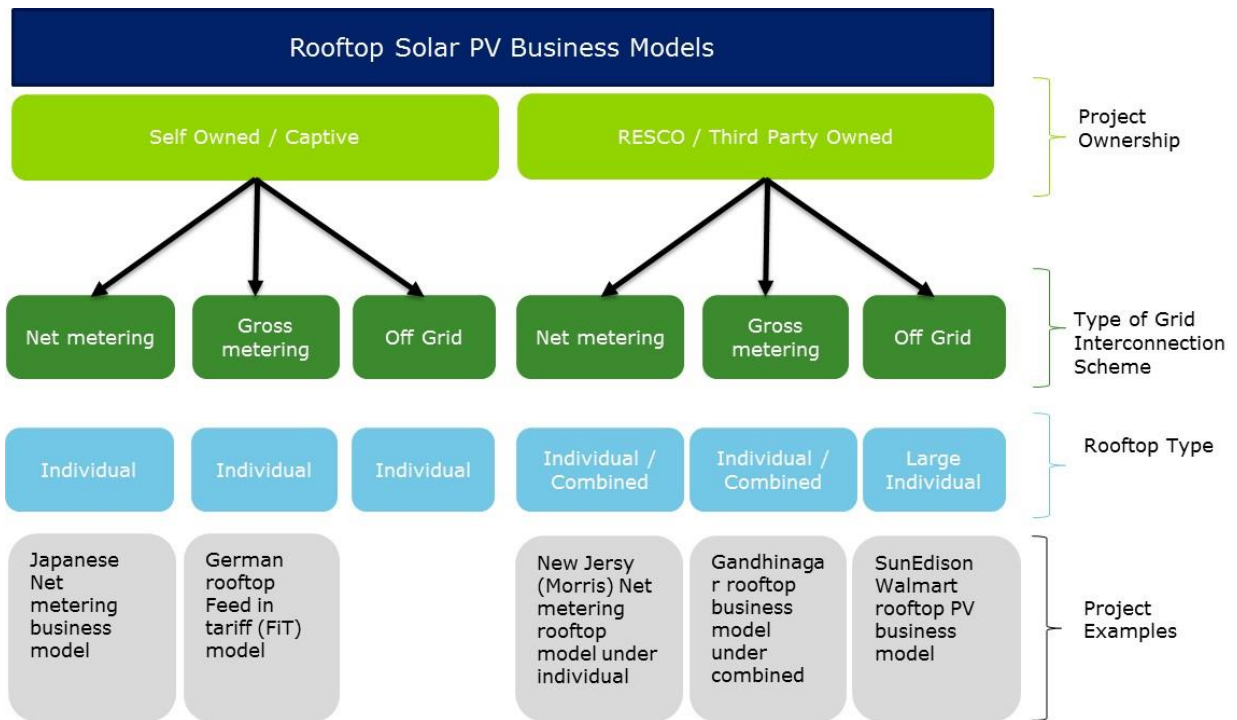 Rooftop Solar PV Business Models
Self Owned / Captive
RESCO / Third Party Owned
Project
Ownership
Net metering
Gross
metering
Off Grid
Net metering
Gross
metering
Off Grid
Type of Grid
Interconnection
Scheme
Individual
Individual
Individual
Individual /
Combined
Individual /
Combined
Large
Individual
Rooftop Type
Japanese
Net
metering
business
model
German
rooftop
Feed in
tariff (FiT)
model
New Jersy
(Morris) Net
metering
rooftop
model under
individual
Gandhinaga
r rooftop
business
model
under
combined
SunEdison
Walmart
rooftop PV
business
model
Project
Examples